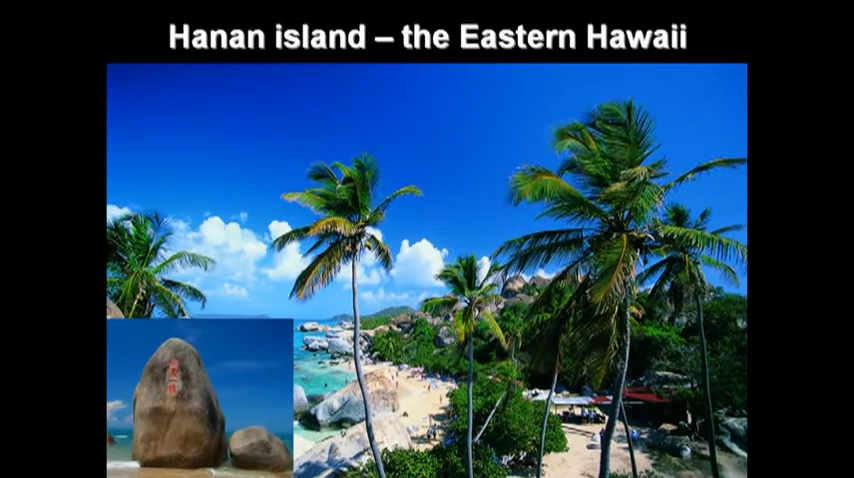 Hanan island – the Eastern Hawaii